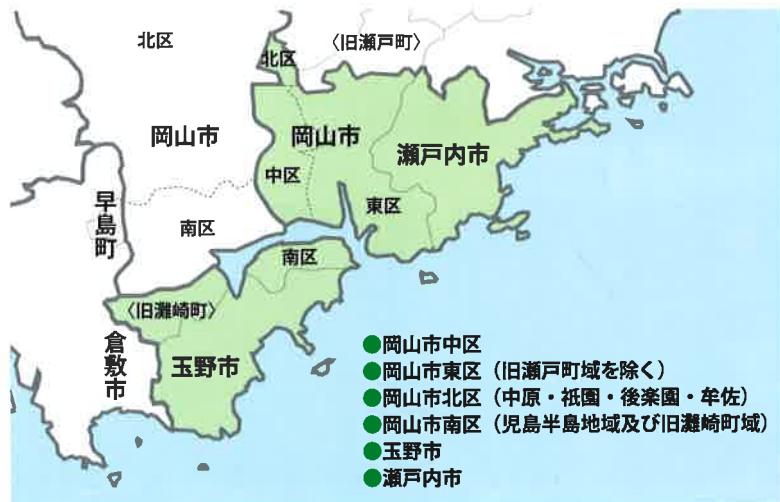 北区
北区
〈旧瀬戸町〉
岡山市
岡山市
瀬戸内市
中区
早島町
東区
南区
南区
〈旧灘崎町〉
倉敷市
玉野市
●岡山市中区
●岡山市東区（旧瀬戸町域を除く）
●岡山市北区（中原・祇園・後楽園・牟佐）
●岡山市南区（児島半島地域及び旧灘崎町域）
●玉野市
●瀬戸内市